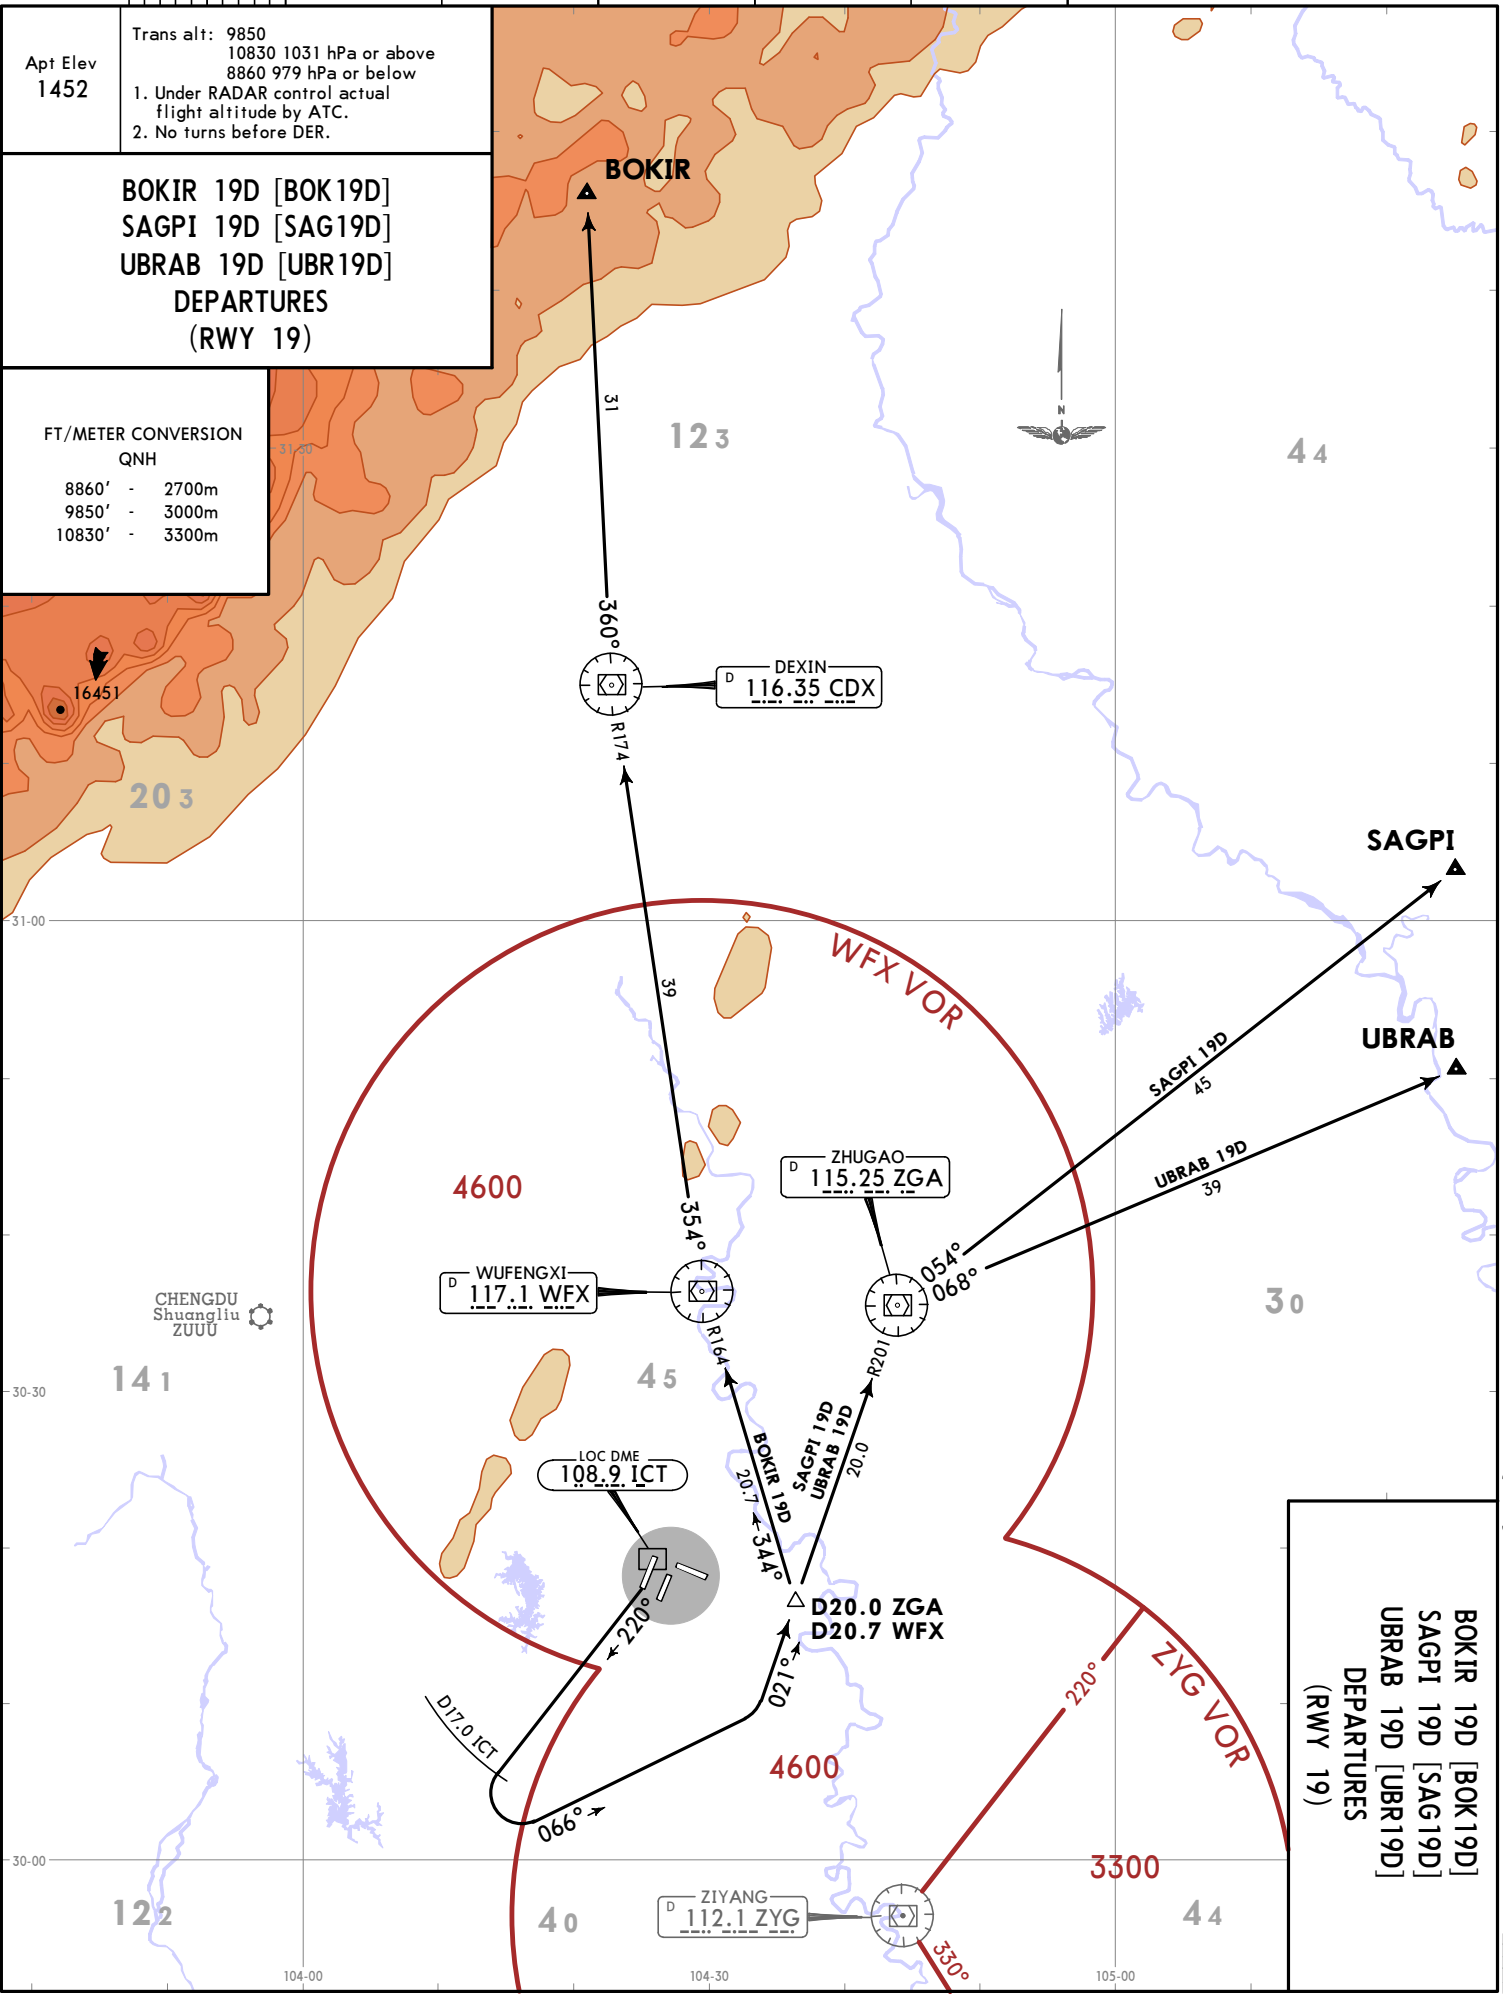 Apt Elev
1452
Trans alt: 9850
10830 1031 hPa or above
8860 979 hPa or below
1. Under RADAR control actual
flight altitude by ATC.
2. No turns before DER.
BOKIR 19D [BOK19D]
SAGPI 19D [SAG19D]
UBRAB 19D [UBR19D]
DEPARTURES
(RWY 19)
FT/METER CONVERSION
QNH
8860' - 2700m
9850' - 3000m
10830' - 3300m
BOKIR
31
123
N
44
31-30
360°
DEXIN
D 116.35 CDX
R174
16451
203
SAGPI
31-00
WFX VOR
39
UBRAB
SAGPI 19D
45
UBRAB 19D
39
ZHUGAO
D 115.25 ZGA
4600
354°
054°
068°
WUFENGXI
D 117.1 WFX
CHENGDU
Shuangliu
ZUUU
30
R164
R201
141
45
30-30
BOKIR 19D
20.7
344°
SAGPI 19D
UBRAB 19D
20.0
LOC DME
108.9 ICT
D20.0 ZGA
D20.7 WFX
220°
021°
D17.0 ICT
066°
4600
220°
ZYG VOR
3300
30-00
122
40
ZIYANG
D 112.1 ZYG
44
330°
104-00
104-30
105-00
BOKIR 19D [BOK19D]
SAGPI 19D [SAG19D]
UBRAB 19D [UBR19D]
DEPARTURES
(RWY 19)